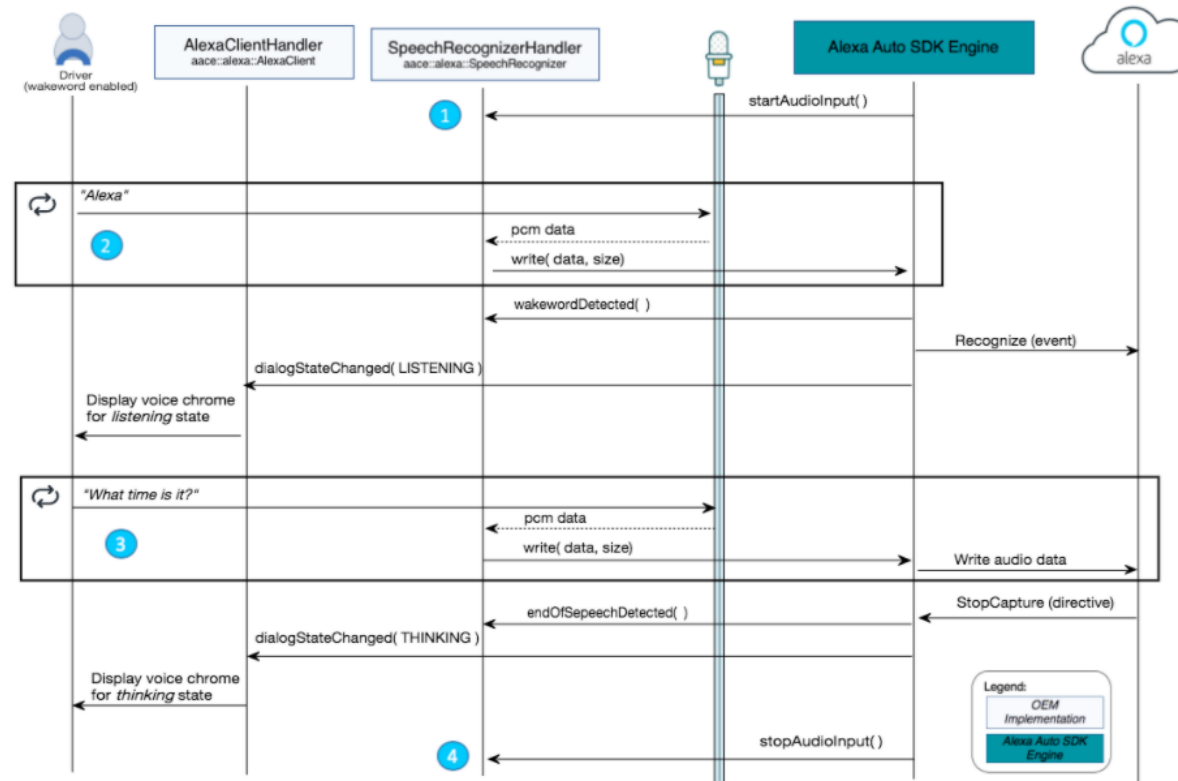 AlexaClientHandler
aace::alexa::AlexaClient
SpeechRecognizerHandler
aace::alexa::SpeechRecognizer
Alexa Auto SDK Engine
alexa
Driver
(wakeword enabled)
startAudioInput( )
1
"Alexa"
2
pcm data
write( data, size)
wakewordDetected( )
Recognize (event)
dialogStateChanged( LISTENING )
Display voice chrome
for listening state
"What time is it?"
3
pcm data
write( data, size)
Write audio data
StopCapture (directive)
endOfSepeechDetected( )
dialogStateChanged( THINKING )
Display voice chrome
for thinking state
Legend:
OEM
Implementation
Alexa Auto SDK
Engine
stopAudioInput( )
4